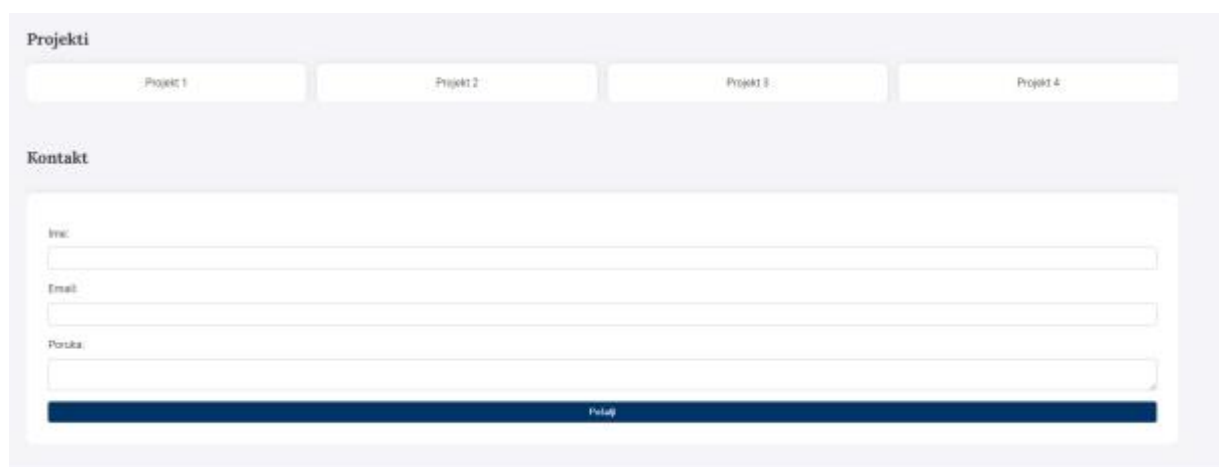 Projekti
Projekt 1 Projekt 2 Projekt 3 Projekt 4
Kontakt
Ime:
Email:
Poruka:
Pošalji